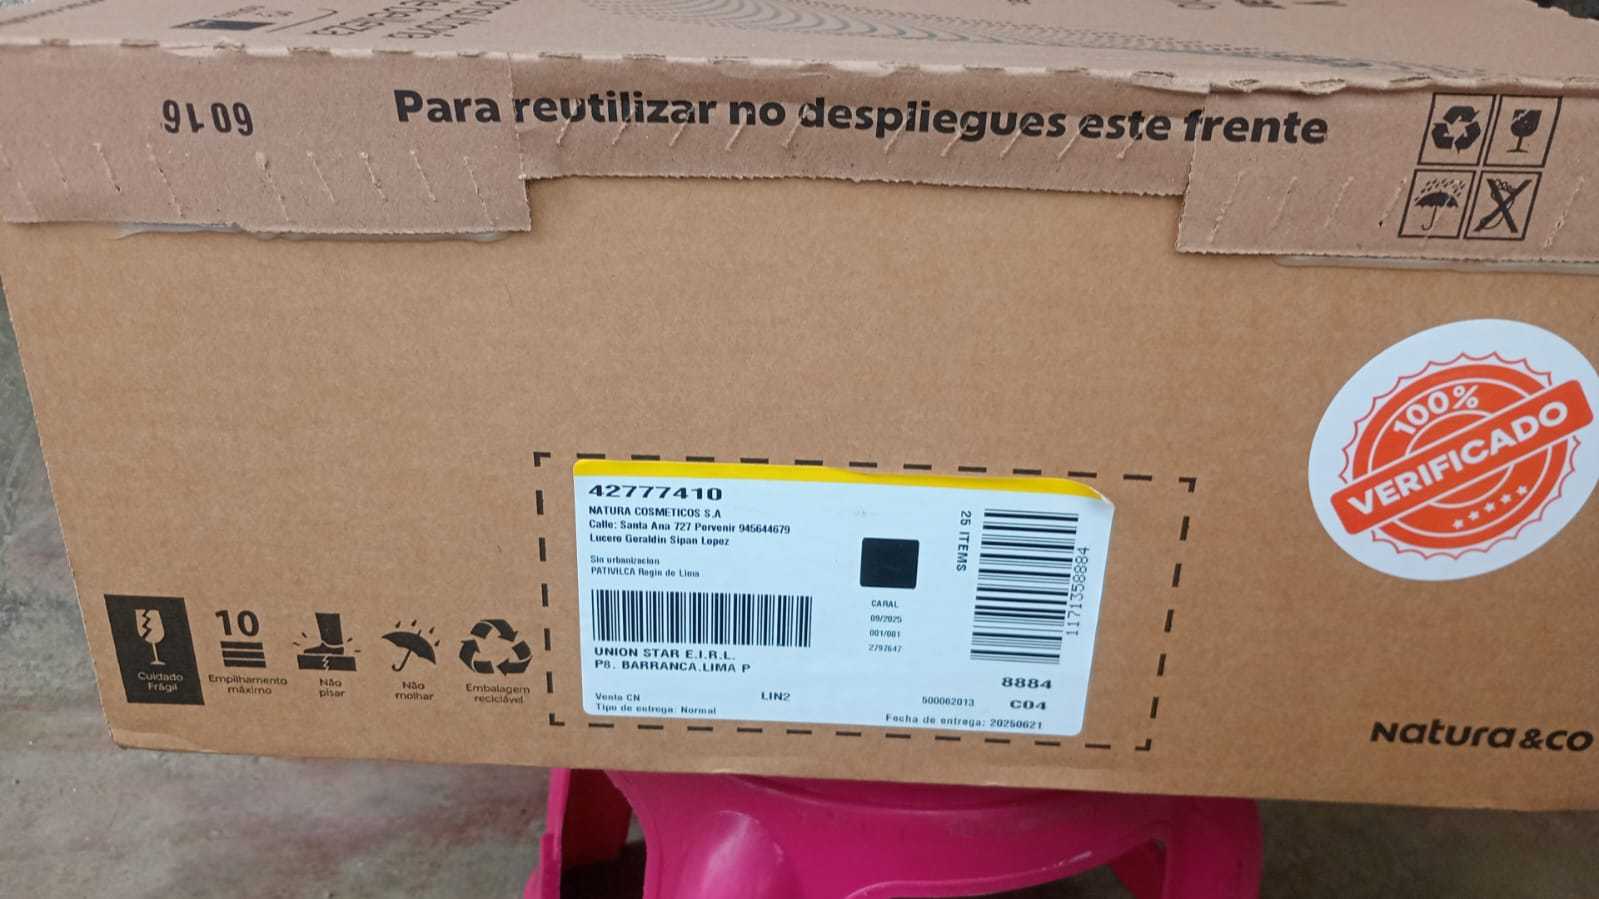 6016
Para reutilizar no despliegues este frente
100%
VERIFICADO
42777410
NATURA COSMETICOS S.A
Calle: Santa Ana 727 Porvenir 945644679
Lucero Geraldin Sipan Lopez
Sin urbanizacion
PATIVILCA Regin de Lima
25 ITEMS
1171358884
CARAL
09/2025
001/001
2797647
UNION STAR E.I.R.L.
P8. BARRANCA.LIMA P
8884
Venta CN
LIN2
500062013
C04
Tipo de entrega: Normal
Fecha de entrega: 20250621
Cuidado
Frágil
10
Empilhamento
máximo
Não
pisar
Não
molhar
Embalagem
reciclável
Natura &co